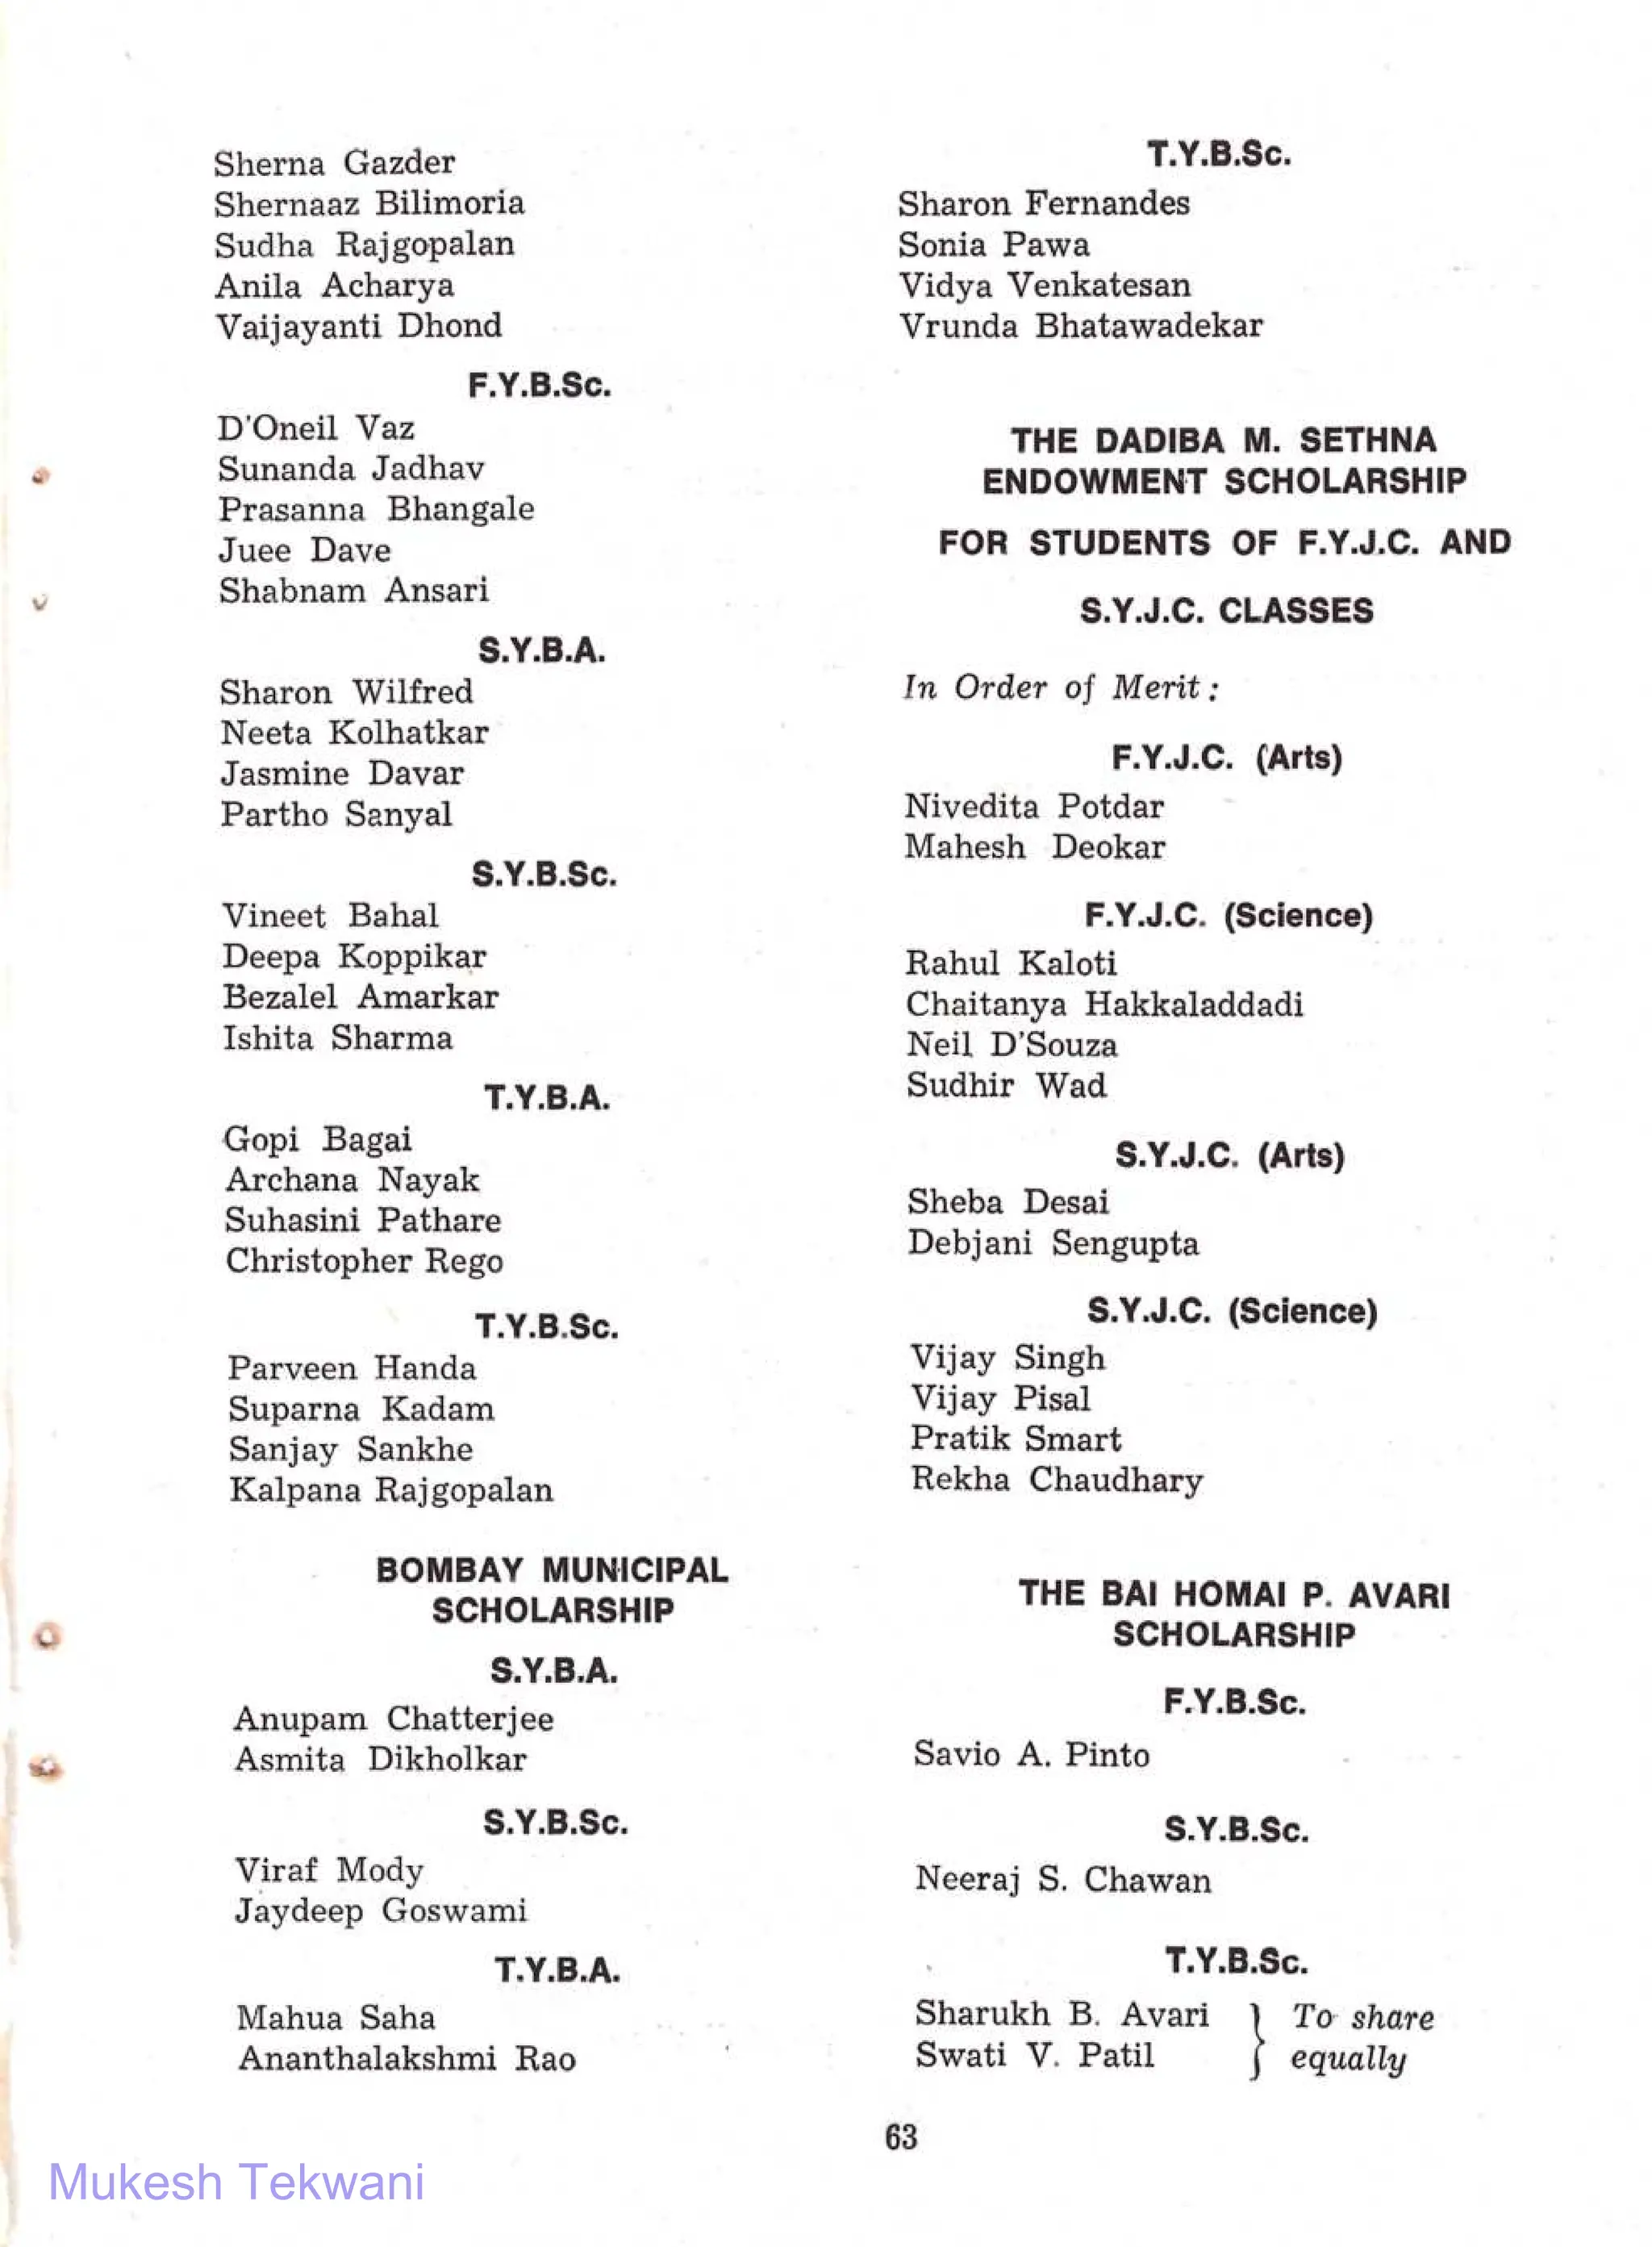 Sherna Gazder
Shernaaz Bilimoria
Sudha Rajgopalan
Anila Acharya
Vaijayanti Dhond
F.Y.B.Sc.
D'Oneil Vaz
Sunanda Jadhav
Prasanna Bhangale
Juee Dave
Shabnam Ansari
S.Y.B.A.
Sharon Wilfred
Neeta Kolhatkar
Jasmine Davar
Partho Sanyal
S.Y.B.Sc.
Vineet Bahal
Deepa Koppikar
Bezalel Amarkar
Ishita Sharma
T.Y.B.A.
Gopi Bagai
Archana Nayak
Suhasini Pathare
Christopher Rego
T.Y.B.Sc.
Parveen Handa
Suparna Kadam
Sanjay Sankhe
Kalpana Rajgopalan
BOMBAY MUNICIPAL
SCHOLARSHIP
S.Y.B.A.
Anupam Chatterjee
Asmita Dikholkar
S.Y.B.Sc.
Viraf Mody
Jaydeep Goswami
T.Y.B.A.
Mahua Saha
Ananthalakshmi Rao
T.Y.B.Sc.
Sharon Fernandes
Sonia Pawa
Vidya Venkatesan
Vrunda Bhatawadekar
THE DADIBA M. SETHNA
ENDOWMENT SCHOLARSHIP
FOR STUDENTS OF F.Y.J.C. AND
S.Y.J.C. CLASSES
In Order of Merit :
F.Y.J.C. (Arts)
Nivedita Potdar
Mahesh Deokar
F.Y.J.C. (Science)
Rahul Kaloti
Chaitanya Hakkaladdadi
Neil D'Souza
Sudhir Wad
S.Y.J.C. (Arts)
Sheba Desai
Debjani Sengupta
S.Y.J.C. (Science)
Vijay Singh
Vijay Pisal
Pratik Smart
Rekha Chaudhary
THE BAI HOMAI P. AVARI
SCHOLARSHIP
F.Y.B.Sc.
Savio A. Pinto
S.Y.B.Sc.
Neeraj S. Chawan
T.Y.B.Sc.
Sharukh B. Avari } To share
Swati V. Patil } equally
63
Mukesh Tekwani